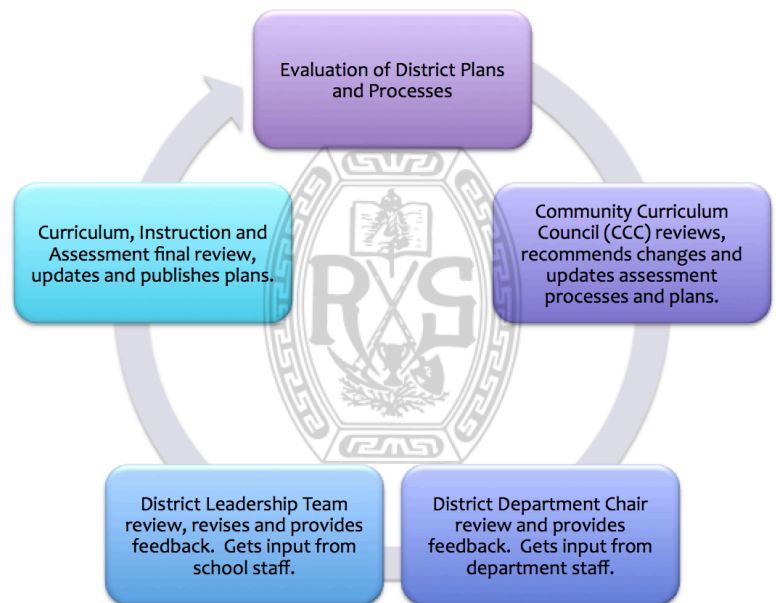 Evaluation of District Plans
and Processes
Community Curriculum
Council (CCC) reviews,
recommends changes and
updates assessment
processes and plans.
District Department Chair
review and provides
feedback.  Gets input from
department staff.
District Leadership Team
review, revises and provides
feedback.  Gets input from
school staff.
Curriculum, Instruction and
Assessment final review,
updates and publishes plans.
R S